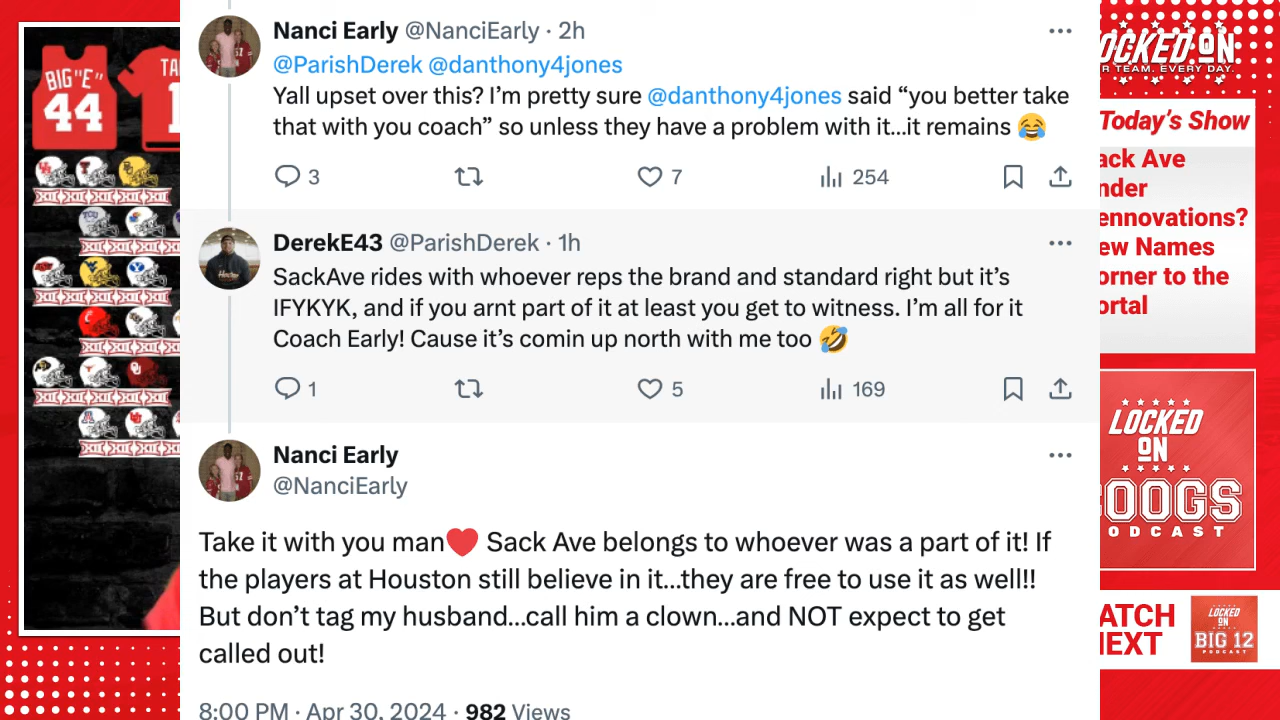 Nanci Early @NanciEarly · 2h
@ParishDerek @danthony4jones
Yall upset over this? I’m pretty sure @danthony4jones said “you better take
that with you coach” so unless they have a problem with it...it remains 😂
3 7 254
DerekE43 @ParishDerek · 1h
SackAve rides with whoever reps the brand and standard right but it’s
IFYKYK, and if you arnt part of it at least you get to witness. I’m all for it
Coach Early! Cause it’s comin up north with me too 🤣
1 5 169
Nanci Early
@NanciEarly
Take it with you man❤️ Sack Ave belongs to whoever was a part of it! If
the players at Houston still believe in it...they are free to use it as well!!
But don’t tag my husband...call him a clown...and NOT expect to get
called out!
8:00 PM · Apr 30, 2024 · 982 Views
BIG "E"
44
TA
1
OCKED ON
R TEAM. EVERY DAY.
Today’s Show
ack Ave
nder
ennovations?
ew Names
orner to the
ortal
LOCKED
ON
OOGS
ODCAST
ATCH
EXT
LOCKED
ON
BIG 12
PODCAST